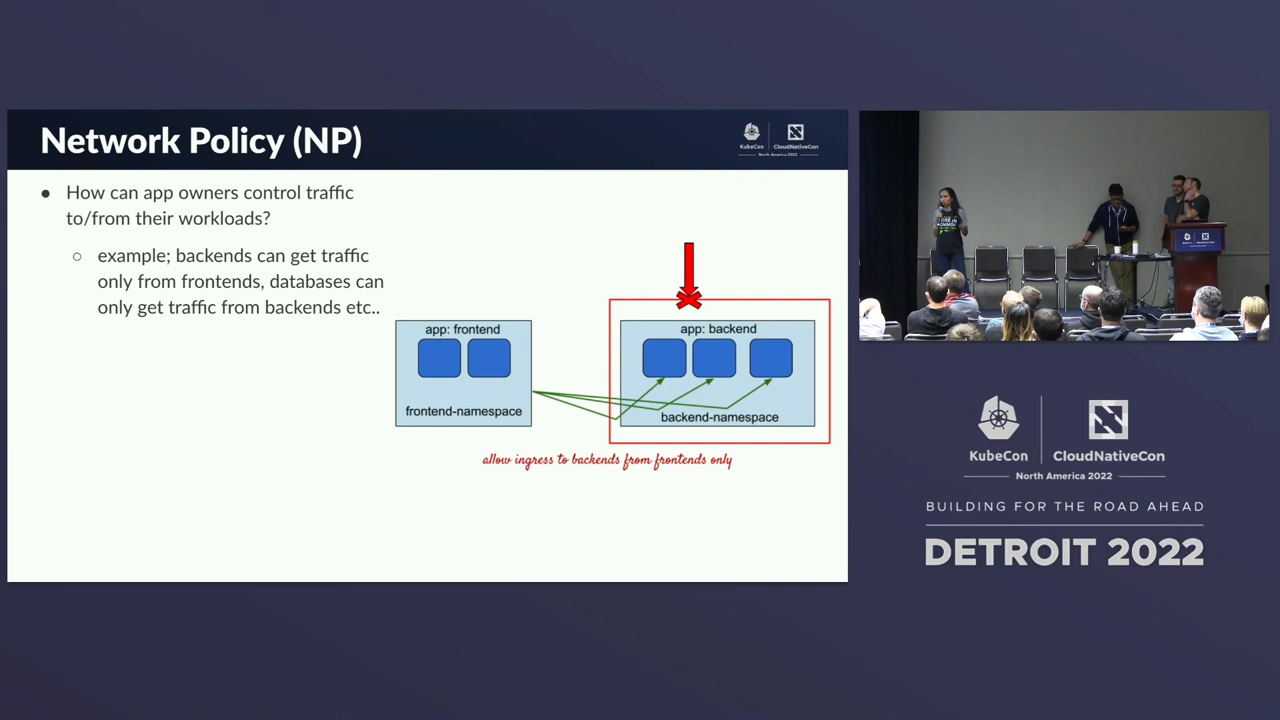 Network Policy (NP)
KubeCon
CloudNativeCon
North America 2022
● How can app owners control traffic
to/from their workloads?
○ example; backends can get traffic
only from frontends, databases can
only get traffic from backends etc..
app: frontend
frontend-namespace
app: backend
backend-namespace
allow ingress to backends from frontends only
KubeCon
CloudNativeCon
North America 2022
BUILDING FOR THE ROAD AHEAD
DETROIT 2022